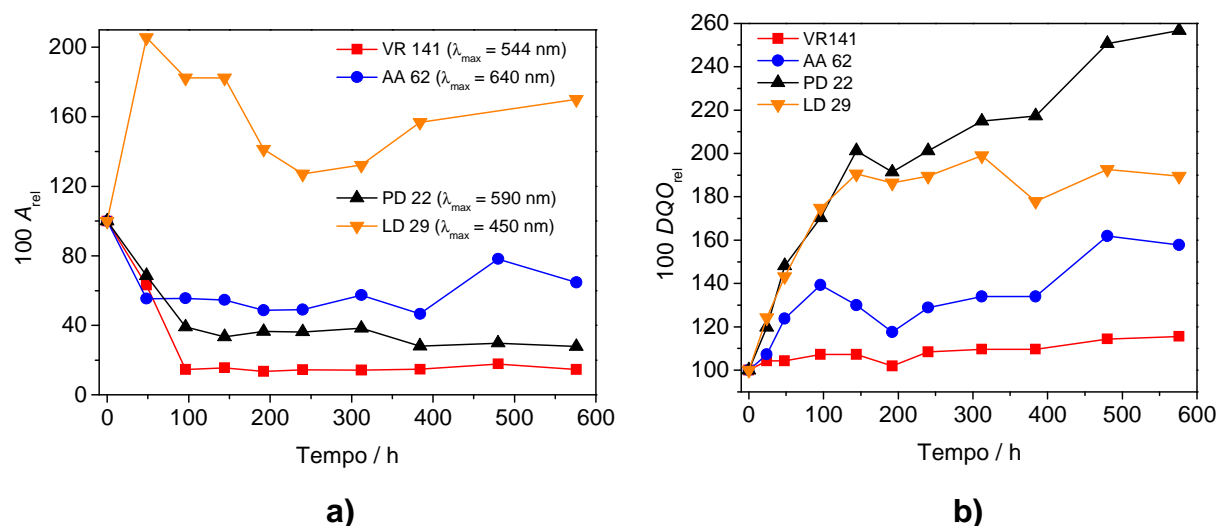 200
160
120
80
40
0
100 A rel
VR 141 (λmax = 544 nm)
AA 62 (λmax = 640 nm)
PD 22 (λmax = 590 nm)
LD 29 (λmax = 450 nm)
0 100 200 300 400 500 600
Tempo / h
a)
260
240
220
200
180
160
140
120
100
100 DQO rel
VR141
AA 62
PD 22
LD 29
0 100 200 300 400 500 600
Tempo / h
b)